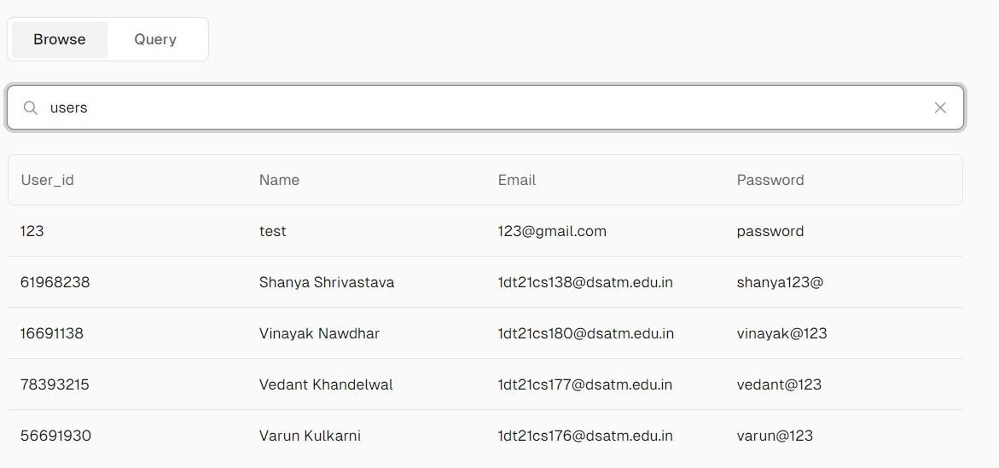 Browse Query
users
User_id Name Email Password
123 test 123@gmail.com password
61968238 Shanya Shrivastava 1dt21cs138@dsatm.edu.in shanya123@
16691138 Vinayak Nawdhar 1dt21cs180@dsatm.edu.in vinayak@123
78393215 Vedant Khandelwal 1dt21cs177@dsatm.edu.in vedant@123
56691930 Varun Kulkarni 1dt21cs176@dsatm.edu.in varun@123